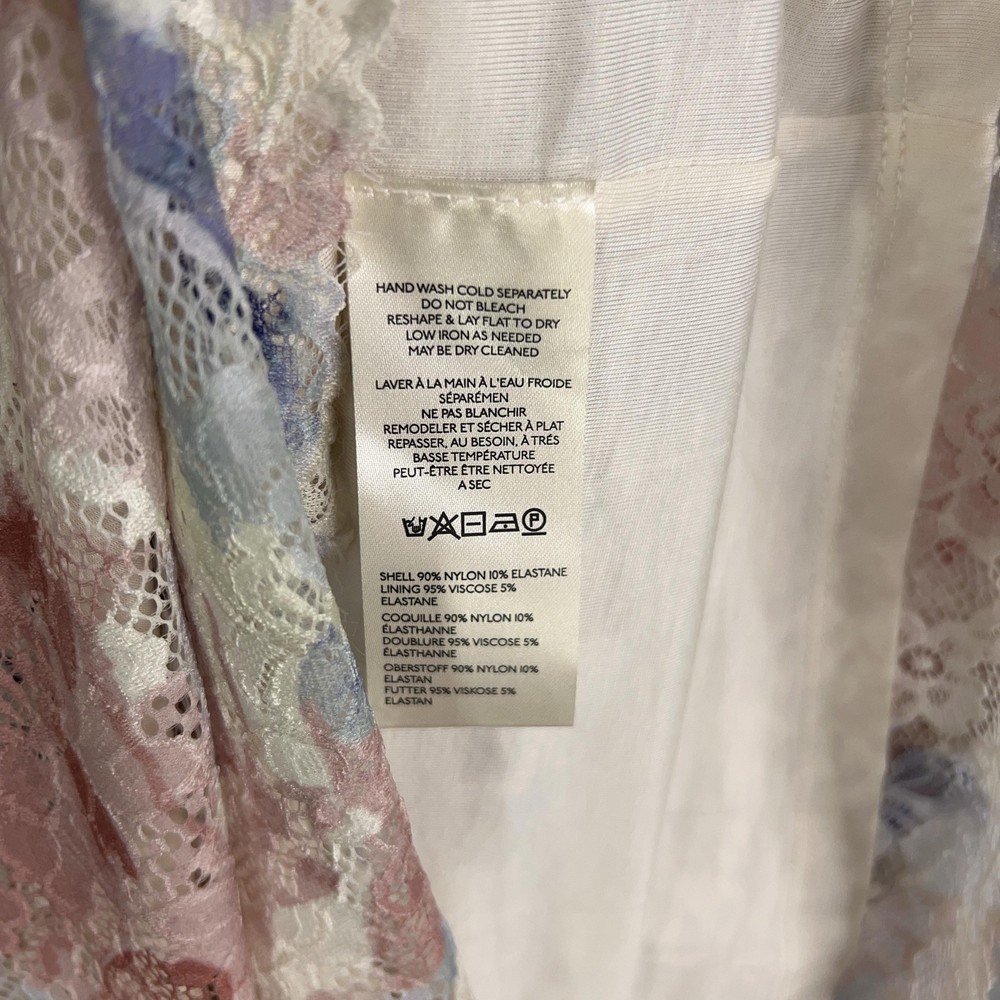 HAND WASH COLD SEPARATELY
DO NOT BLEACH
RESHAPE & LAY FLAT TO DRY
LOW IRON AS NEEDED
MAY BE DRY CLEANED
LAVER À LA MAIN À L'EAU FROIDE
SÉPARÉMEN
NE PAS BLANCHIR
REMODELER ET SÉCHER À PLAT
REPASSER, AU BESOIN, À TRÉS
BASSE TEMPÉRATURE
PEUT-ÊTRE ÊTRE NETTOYÉE
A SEC
P
SHELL 90% NYLON 10% ELASTANE
LINING 95% VISCOSE 5%
ELASTANE
COQUILLE 90% NYLON 10%
ÉLASTHANNE
DOUBLURE 95% VISCOSE 5%
ÉLASTHANNE
OBERSTOFF 90% NYLON 10%
ELASTAN
FUTTER 95% VISKOSE 5%
ELASTAN